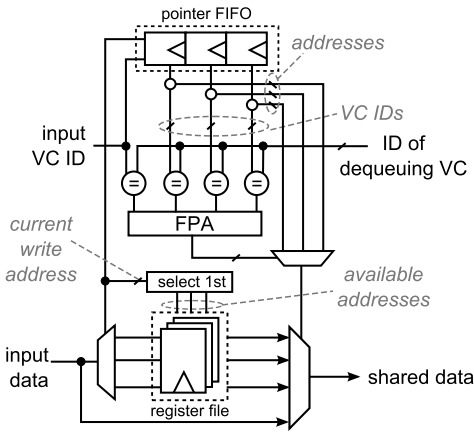 pointer FIFO
addresses
VC IDs
input
VC ID
ID of
dequeuing VC
= = = =
FPA
current
write
address
select 1st
available
addresses
input
data
shared data
register file